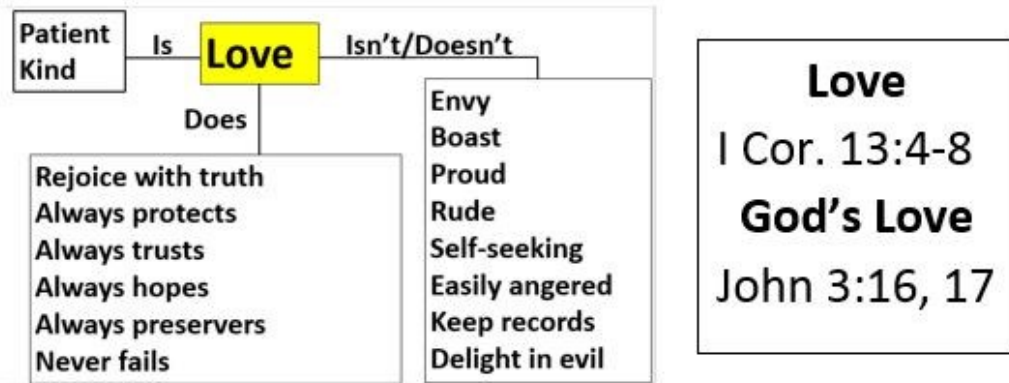 Patient
Kind
Is
Love
Isn't/Doesn't
Does
Rejoice with truth
Always protects
Always trusts
Always hopes
Always preservers
Never fails
Envy
Boast
Proud
Rude
Self-seeking
Easily angered
Keep records
Delight in evil
Love
I Cor. 13:4-8
God's Love
John 3:16, 17